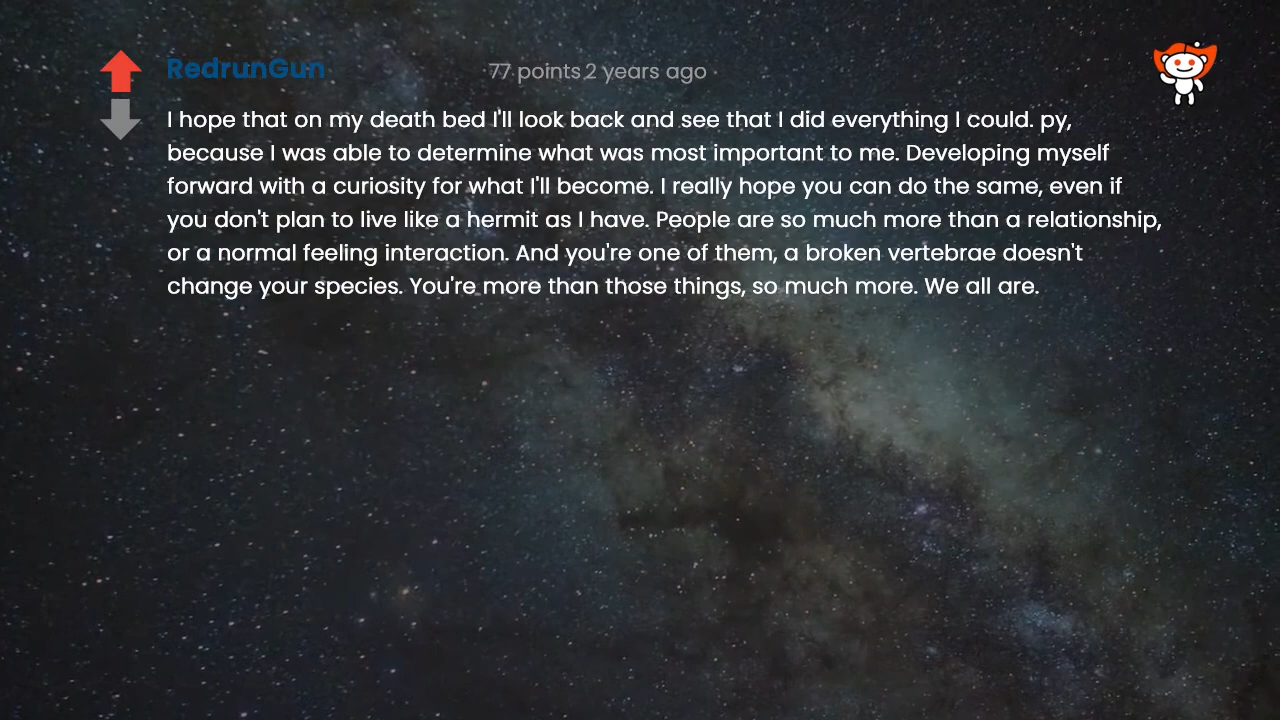 RedrunGun 77 points 2 years ago ·
I hope that on my death bed I'll look back and see that I did everything I could. py,
because I was able to determine what was most important to me. Developing myself
forward with a curiosity for what I'll become. I really hope you can do the same, even if
you don't plan to live like a hermit as I have. People are so much more than a relationship,
or a normal feeling interaction. And you're one of them, a broken vertebrae doesn't
change your species. You're more than those things, so much more. We all are.